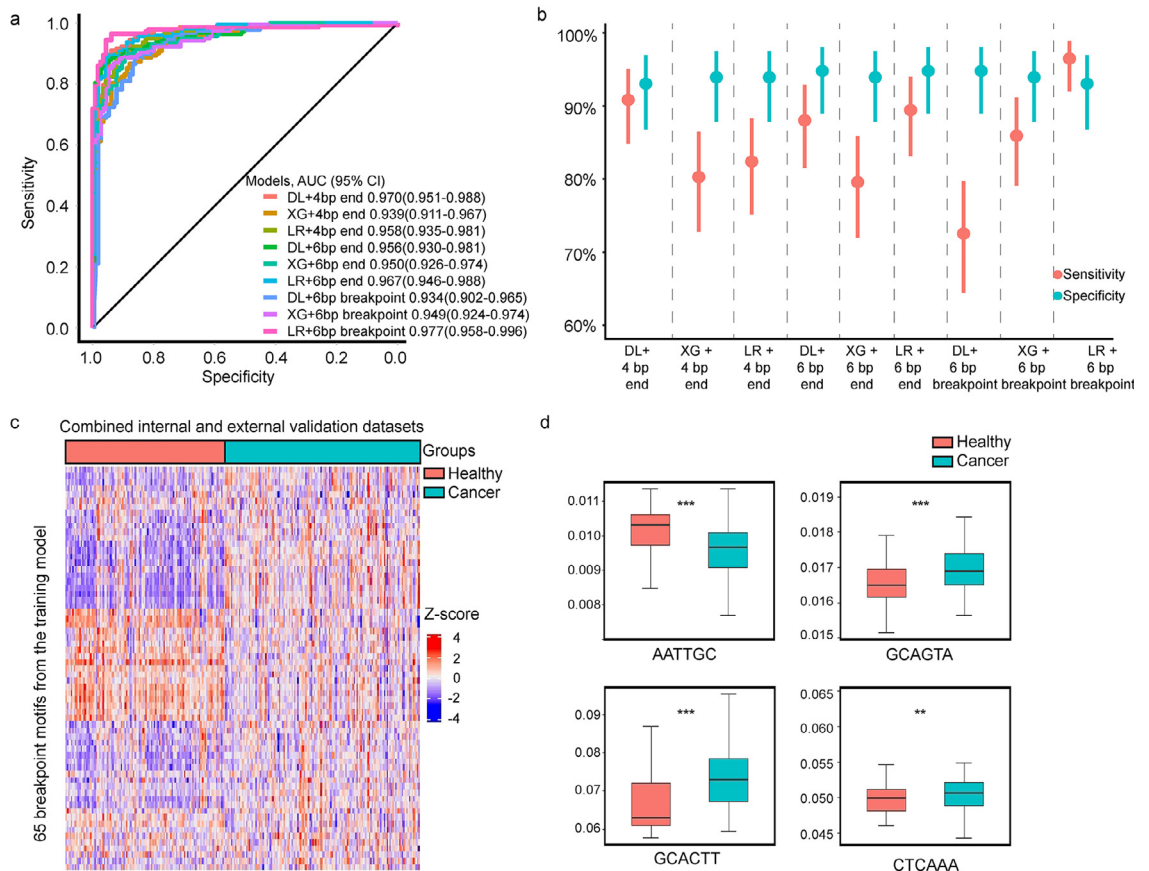 a
1.0
0.8
0.6
0.4
0.2
0.0
Sensitivity
Models, AUC (95% CI)
DL+4bp end 0.970(0.951-0.988)
XG+4bp end 0.939(0.911-0.967)
LR+4bp end 0.958(0.935-0.981)
DL+6bp end 0.956(0.930-0.981)
XG+6bp end 0.950(0.926-0.974)
LR+6bp end 0.967(0.946-0.988)
DL+6bp breakpoint 0.934(0.902-0.965)
XG+6bp breakpoint 0.949(0.924-0.974)
LR+6bp breakpoint 0.977(0.958-0.996)
1.0 0.8 0.6 0.4 0.2 0.0
Specificity
b
100%
90%
80%
70%
60%
Sensitivity
Specificity
DL+ XG + LR + DL+ XG + LR + DL+ XG + LR +
4 bp 4 bp 4 bp 6 bp 6 bp 6 bp 6 bp 6 bp 6 bp
end end end end end end breakpoint breakpoint breakpoint
c
Combined internal and external validation datasets
Groups
Healthy
Cancer
65 breakpoint motifs from the training model
Z-score
4
2
0
-2
-4
d
Healthy
Cancer
0.011
0.010
0.009
0.008
***
AATTGC
0.019
0.018
0.017
0.016
0.015
***
GCAGTA
0.09
0.08
0.07
0.06
***
GCACTT
0.065
0.060
0.055
0.050
0.045
**
CTCAAA